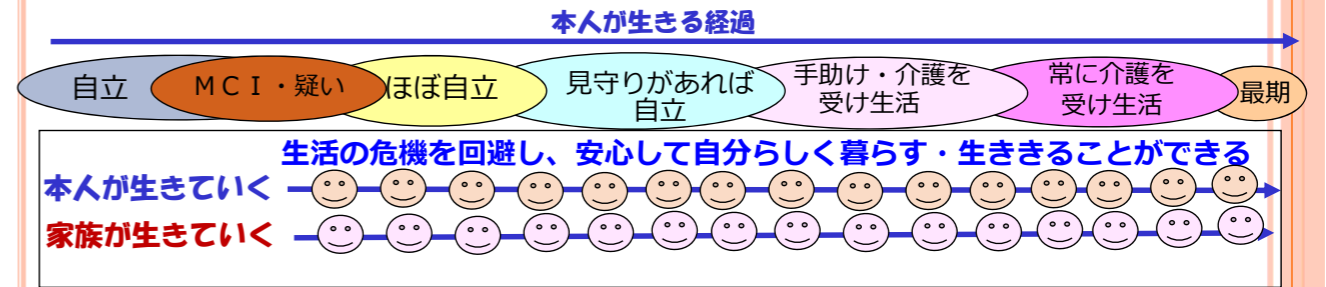 本人が生きる経過
自立
ＭＣＩ・疑い
ほぼ自立
見守りがあれば
自立
手助け・介護を
受け生活
常に介護を
受け生活
最期
生活の危機を回避し、安心して自分らしく暮らす・生ききることができる
本人が生きていく
家族が生きていく